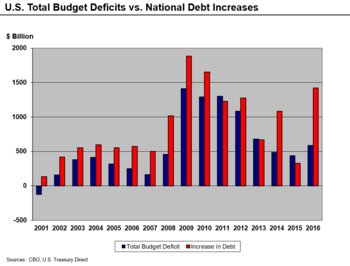 U.S. Total Budget Deficits vs. National Debt Increases
$ Billion
2000
1500
1000
500
0
-500
2001 2002 2003 2004 2005 2006 2007 2008 2009 2010 2011 2012 2013 2014 2015 2016
Total Budget Deficit Increase in Debt
Sources: CBO, U.S. Treasury Direct